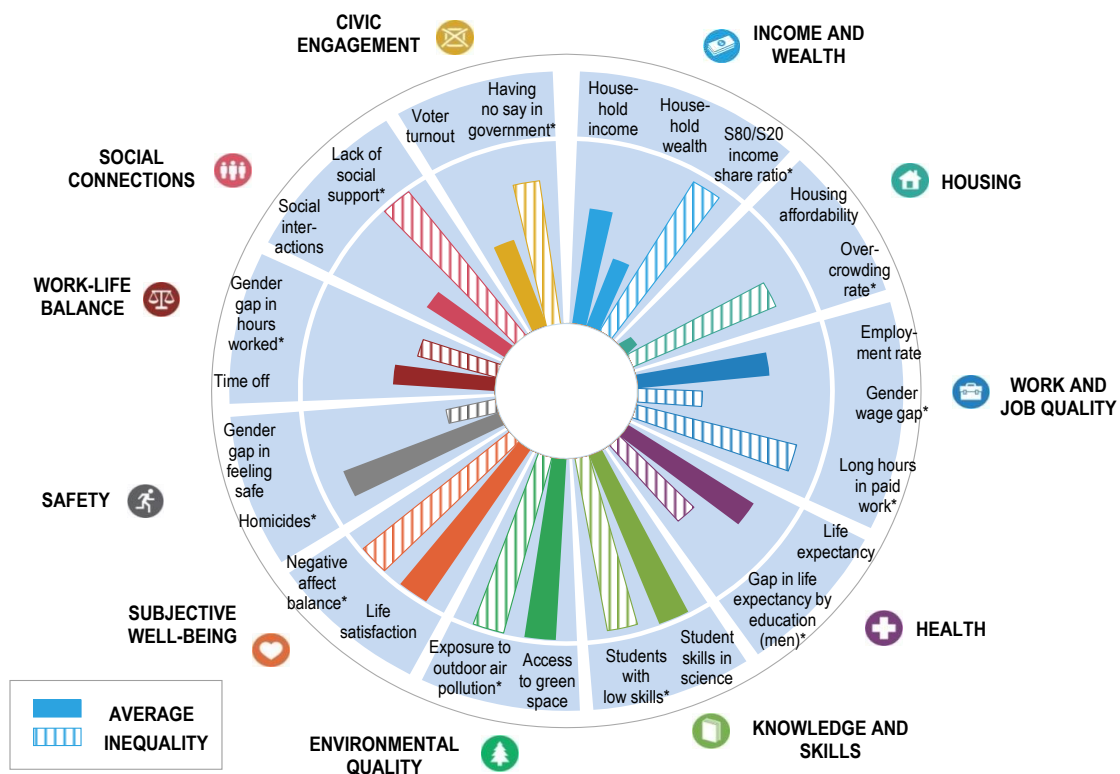 CIVIC
ENGAGEMENT
INCOME AND
WEALTH
Voter
turnout
Having
no say in
government*
House-
hold
income
House-
hold
wealth
S80/S20
income
share ratio*
HOUSING
Housing
affordability
Over-
crowding
rate*
WORK AND
JOB QUALITY
Employ-
ment rate
Gender
wage gap*
Long hours
in paid
work*
HEALTH
Life
expectancy
Gap in life
expectancy by
education
(men)*
KNOWLEDGE AND
SKILLS
Student
skills in
science
Students
with
low skills*
ENVIRONMENTAL
QUALITY
Access
to green
space
Exposure to
outdoor air
pollution*
SUBJECTIVE
WELL-BEING
Life
satisfaction
Negative
affect
balance*
SAFETY
Homicides*
Gender
gap in
feeling
safe
WORK-LIFE
BALANCE
Time off
Gender
gap in
hours
worked*
SOCIAL
CONNECTIONS
Social
inter-
actions
Lack of
social
support*
AVERAGE
INEQUALITY